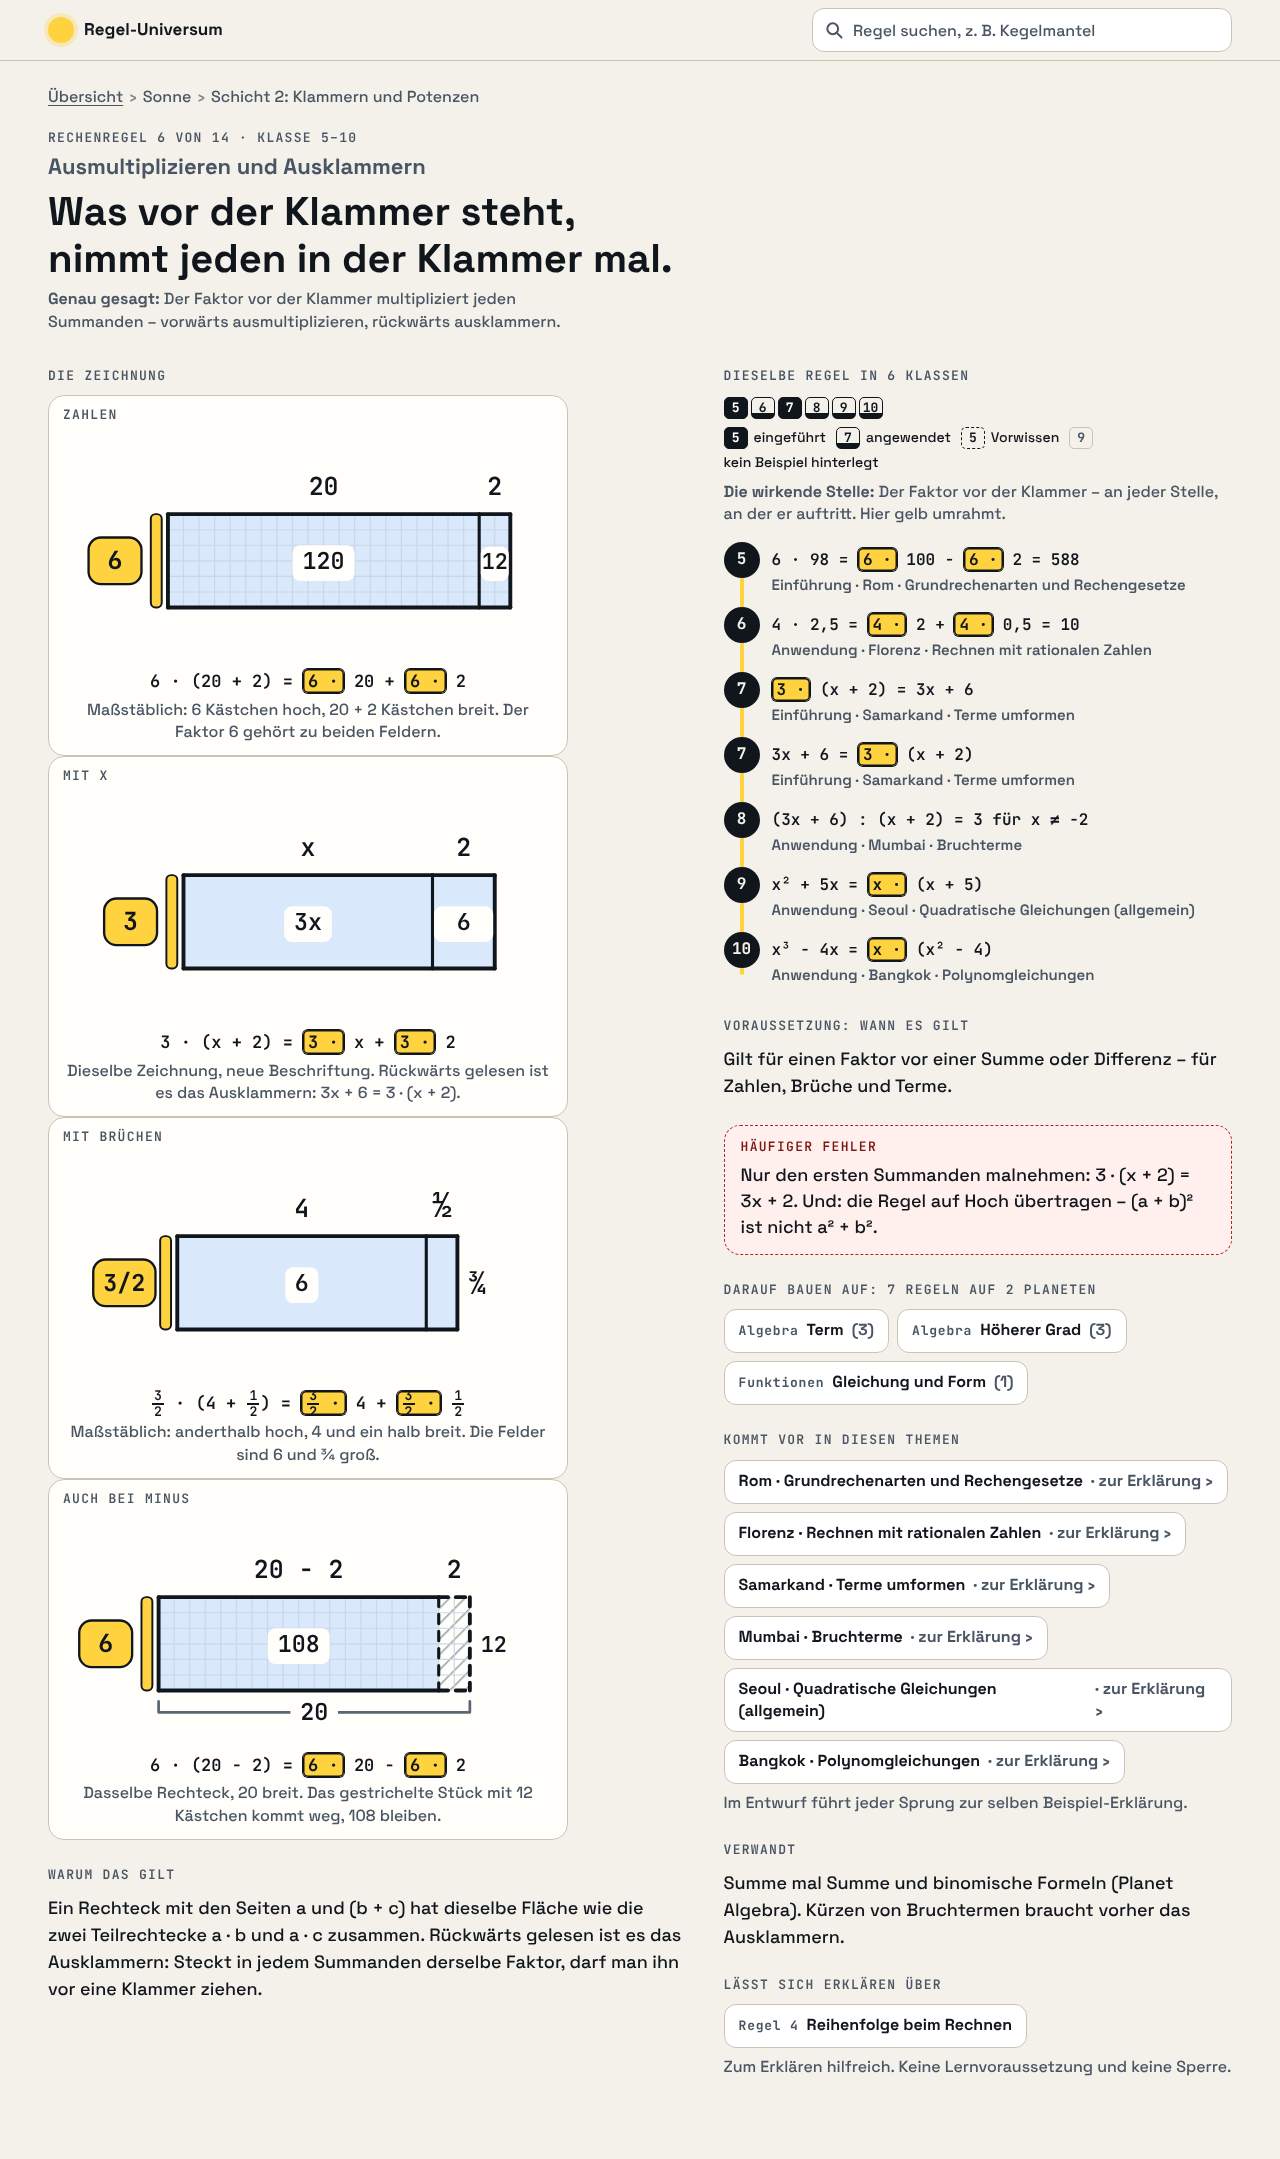 Regel-Universum
Regel suchen, z. B. Kegelmantel
Übersicht > Sonne > Schicht 2: Klammern und Potenzen
RECHENREGEL 6 VON 14 · KLASSE 5–10
Ausmultiplizieren und Ausklammern
Was vor der Klammer steht,
nimmt jeden in der Klammer mal.
Genau gesagt: Der Faktor vor der Klammer multipliziert jeden
Summanden – vorwärts ausmultiplizieren, rückwärts ausklammern.
DIE ZEICHNUNG
ZAHLEN
20 2
6 120 12
6 · (20 + 2) = 6 · 20 + 6 · 2
Maßstäblich: 6 Kästchen hoch, 20 + 2 Kästchen breit. Der
Faktor 6 gehört zu beiden Feldern.
MIT X
x 2
3 3x 6
3 · (x + 2) = 3 · x + 3 · 2
Dieselbe Zeichnung, neue Beschriftung. Rückwärts gelesen ist
es das Ausklammern: 3x + 6 = 3 · (x + 2).
MIT BRÜCHEN
4 ½
3/2 6 ¾
3/2 · (4 + 1/2) = 3/2 · 4 + 3/2 · 1/2
Maßstäblich: anderthalb hoch, 4 und ein halb breit. Die Felder
sind 6 und ¾ groß.
AUCH BEI MINUS
20 - 2 2
6 108 12
20
6 · (20 - 2) = 6 · 20 - 6 · 2
Dasselbe Rechteck, 20 breit. Das gestrichelte Stück mit 12
Kästchen kommt weg, 108 bleiben.
WARUM DAS GILT
Ein Rechteck mit den Seiten a und (b + c) hat dieselbe Fläche wie die
zwei Teilrechtecke a · b und a · c zusammen. Rückwärts gelesen ist es das
Ausklammern: Steckt in jedem Summanden derselbe Faktor, darf man ihn
vor eine Klammer ziehen.
DIESELBE REGEL IN 6 KLASSEN
5 6 7 8 9 10
5 eingeführt 7 angewendet 5 Vorwissen 9
kein Beispiel hinterlegt
Die wirkende Stelle: Der Faktor vor der Klammer – an jeder Stelle,
an der er auftritt. Hier gelb umrahmt.
5 6 · 98 = 6 · 100 - 6 · 2 = 588
Einführung · Rom · Grundrechenarten und Rechengesetze
6 4 · 2,5 = 4 · 2 + 4 · 0,5 = 10
Anwendung · Florenz · Rechnen mit rationalen Zahlen
7 3 · (x + 2) = 3x + 6
Einführung · Samarkand · Terme umformen
7 3x + 6 = 3 · (x + 2)
Einführung · Samarkand · Terme umformen
8 (3x + 6) : (x + 2) = 3 für x ≠ -2
Anwendung · Mumbai · Bruchterme
9 x² + 5x = x · (x + 5)
Anwendung · Seoul · Quadratische Gleichungen (allgemein)
10 x³ - 4x = x · (x² - 4)
Anwendung · Bangkok · Polynomgleichungen
VORAUSSETZUNG: WANN ES GILT
Gilt für einen Faktor vor einer Summe oder Differenz – für
Zahlen, Brüche und Terme.
HÄUFIGER FEHLER
Nur den ersten Summanden malnehmen: 3 · (x + 2) =
3x + 2. Und: die Regel auf Hoch übertragen – (a + b)²
ist nicht a² + b².
DARAUF BAUEN AUF: 7 REGELN AUF 2 PLANETEN
Algebra Term (3) Algebra Höherer Grad (3)
Funktionen Gleichung und Form (1)
KOMMT VOR IN DIESEN THEMEN
Rom · Grundrechenarten und Rechengesetze · zur Erklärung >
Florenz · Rechnen mit rationalen Zahlen · zur Erklärung >
Samarkand · Terme umformen · zur Erklärung >
Mumbai · Bruchterme · zur Erklärung >
Seoul · Quadratische Gleichungen · zur Erklärung
(allgemein) >
Bangkok · Polynomgleichungen · zur Erklärung >
Im Entwurf führt jeder Sprung zur selben Beispiel-Erklärung.
VERWANDT
Summe mal Summe und binomische Formeln (Planet
Algebra). Kürzen von Bruchtermen braucht vorher das
Ausklammern.
LÄSST SICH ERKLÄREN ÜBER
Regel 4 Reihenfolge beim Rechnen
Zum Erklären hilfreich. Keine Lernvoraussetzung und keine Sperre.